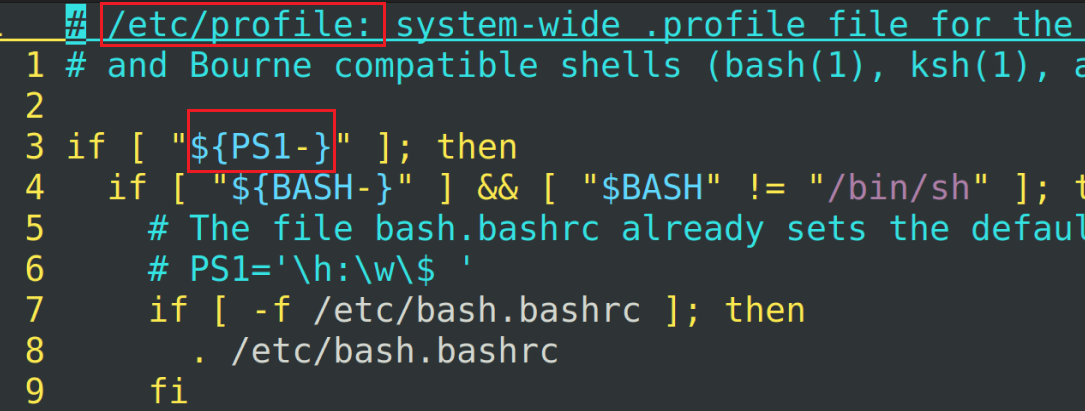 # /etc/profile: system-wide .profile file for the
1 # and Bourne compatible shells (bash(1), ksh(1),
2
3 if [ "${PS1-}" ]; then
4 if [ "${BASH-}" ] && [ "$BASH" != "/bin/sh" ]; t
5 # The file bash.bashrc already sets the defaul
6 # PS1='\h:\w\$ '
7 if [ -f /etc/bash.bashrc ]; then
8 . /etc/bash.bashrc
9 fi